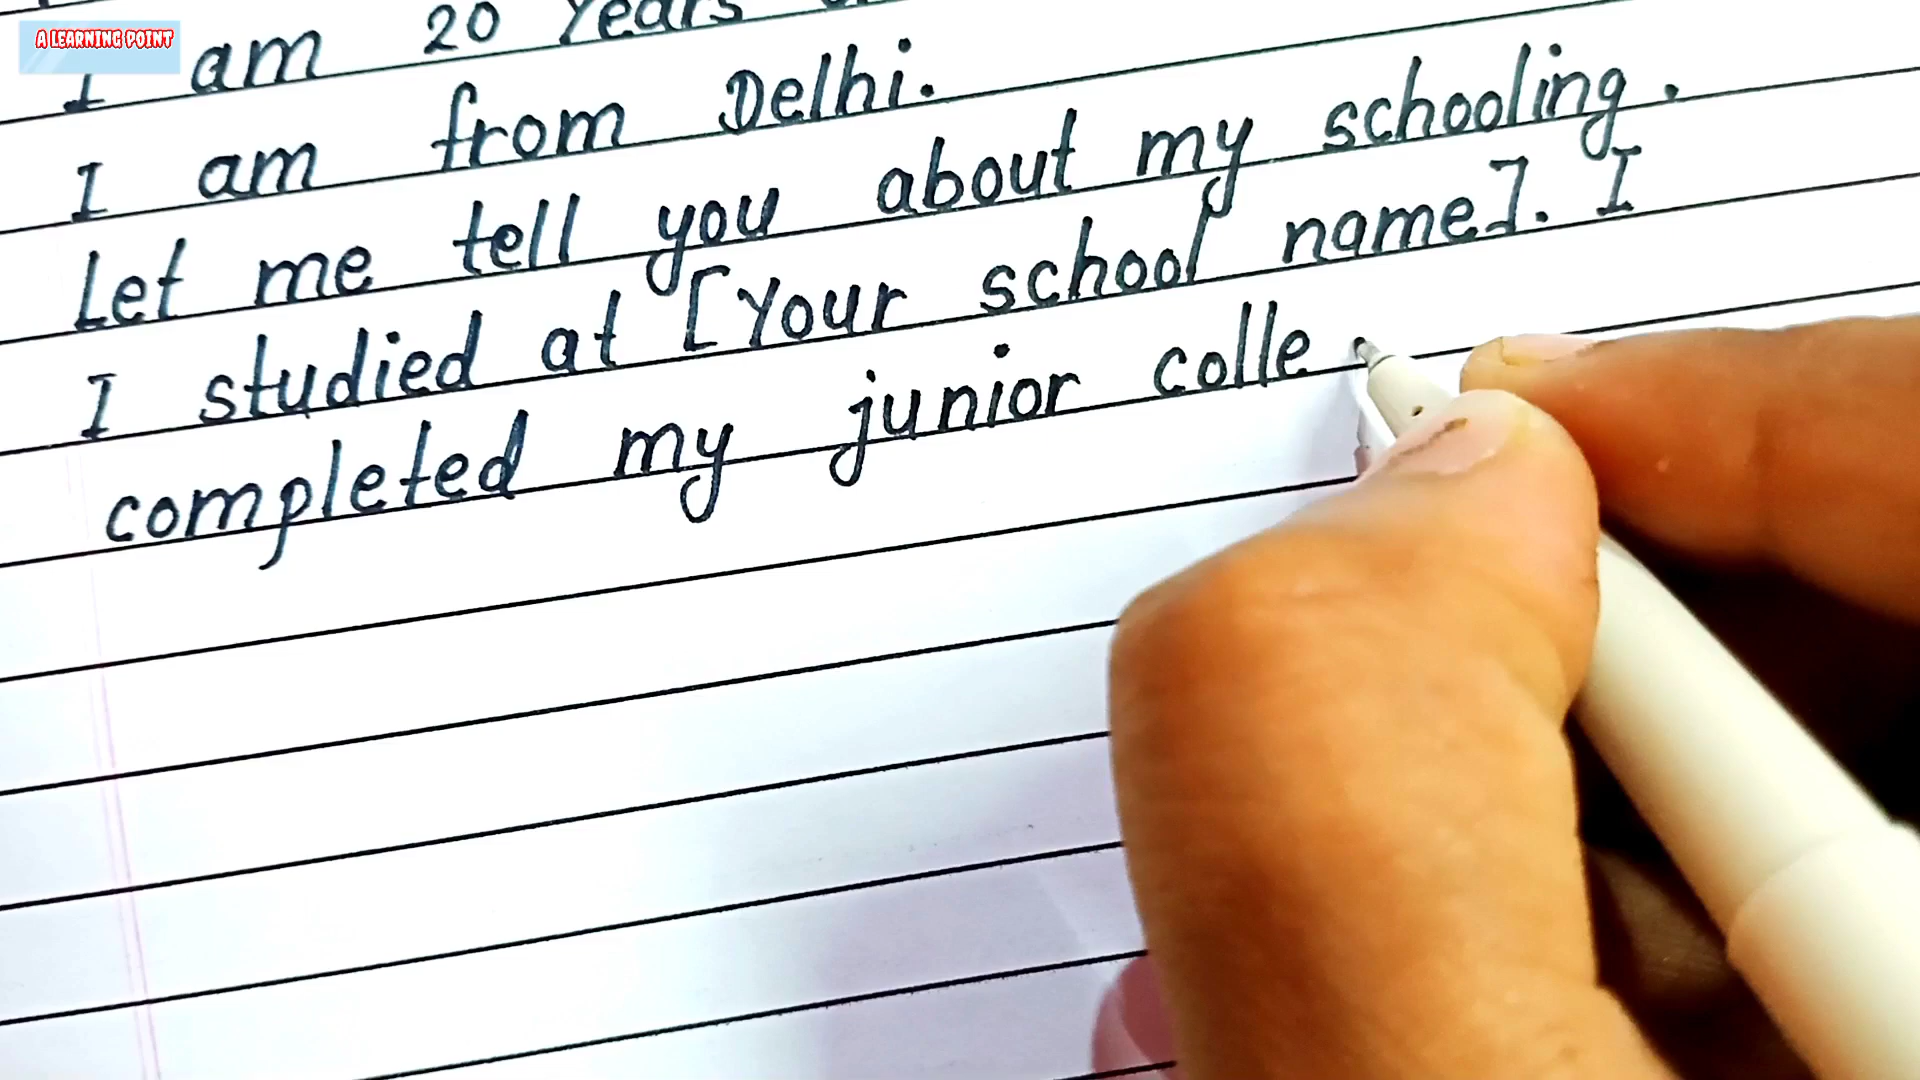 A LEARNING POINT
I am 20 Years
I am from Delhi.
Let me tell you about my schooling.
I studied at [Your school name]. I
completed my junior colle